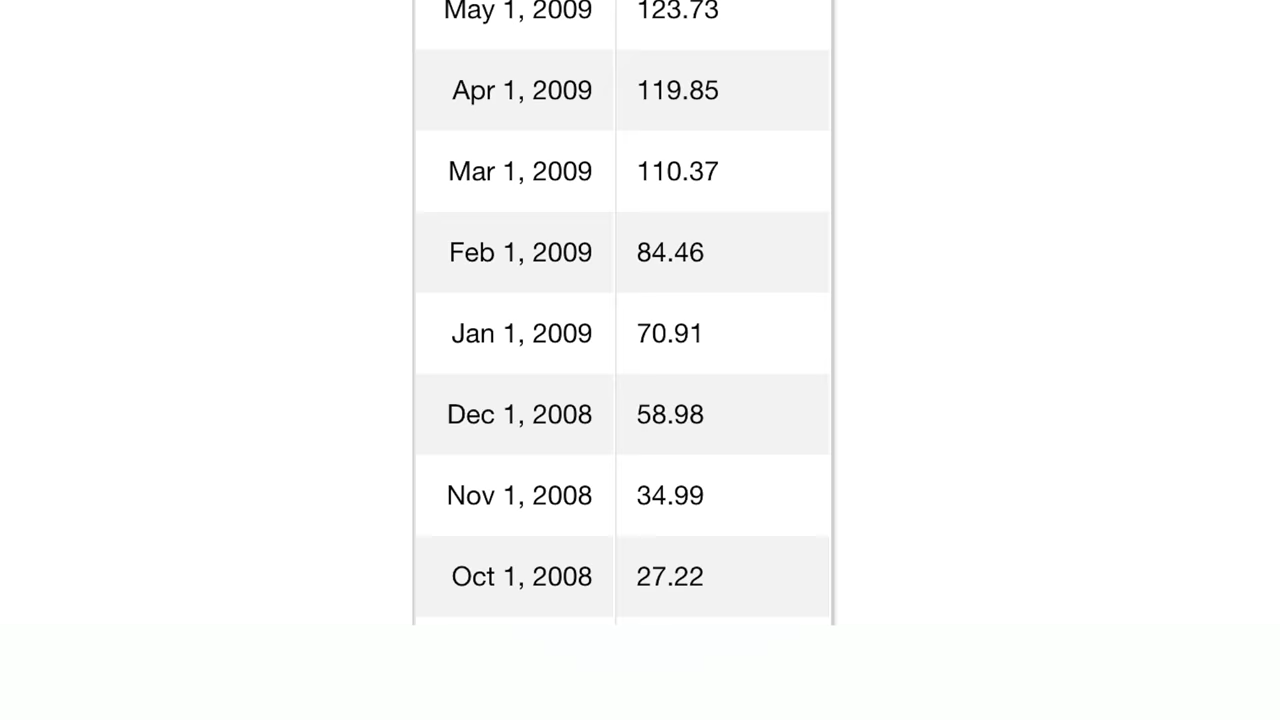 May 1, 2009 123.73
Apr 1, 2009 119.85
Mar 1, 2009 110.37
Feb 1, 2009 84.46
Jan 1, 2009 70.91
Dec 1, 2008 58.98
Nov 1, 2008 34.99
Oct 1, 2008 27.22